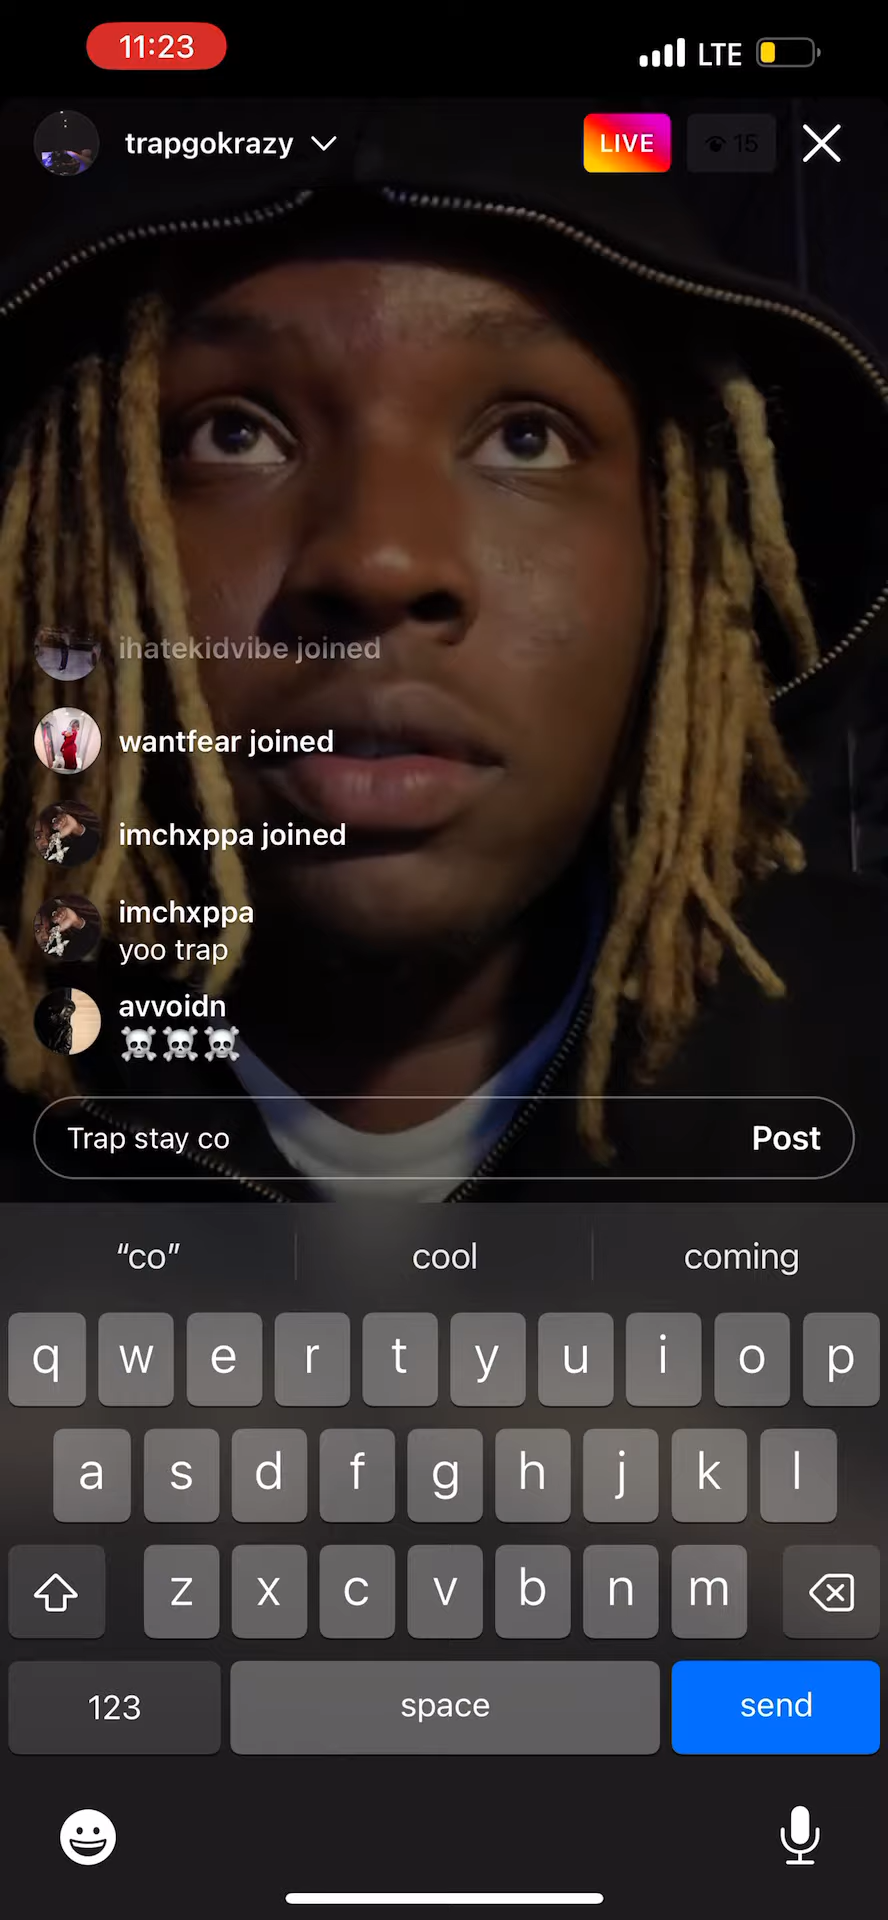 11:23
LTE
trapgokrazy
LIVE
15
ihatekidvibe joined
wantfear joined
imchxppa joined
imchxppa
yoo trap
avvoidn
☠️☠️☠️
Trap stay co
Post
“co” cool coming
q w e r t y u i o p
a s d f g h j k l
z x c v b n m
123 space send